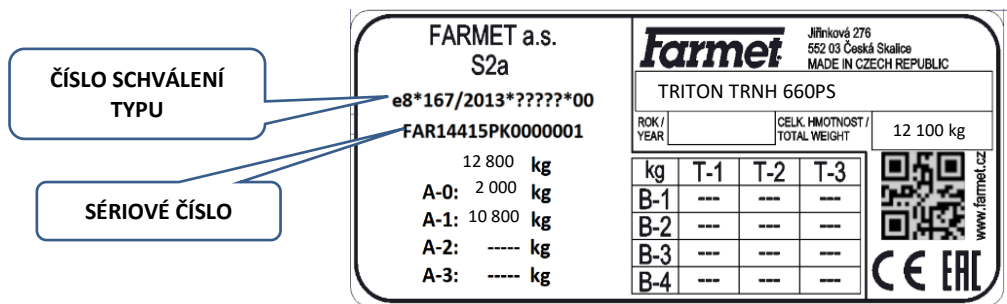 ČÍSLO SCHVÁLENÍ
TYPU
SÉRIOVÉ ČÍSLO
FARMET a.s.
S2a
e8*167/2013*?????*00
FAR14415PK0000001
12 800 kg
A-0: 2 000 kg
A-1: 10 800 kg
A-2: ----- kg
A-3: ----- kg
Farmet
Jiřinková 276
552 03 Česká Skalice
MADE IN CZECH REPUBLIC
TRITON TRNH 660PS
ROK / YEAR
CELK. HMOTNOST / TOTAL WEIGHT 12 100 kg
kg T-1 T-2 T-3
B-1 --- --- ---
B-2 --- --- ---
B-3 --- --- ---
B-4 --- --- ---
www.farmet.cz
CE EAC